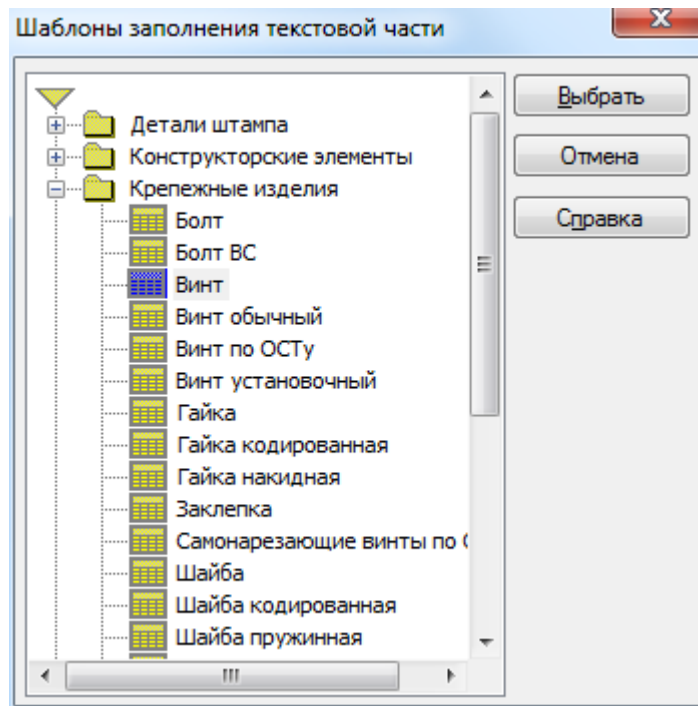 Шаблоны заполнения текстовой части
Детали штампа
Конструкторские элементы
Крепежные изделия
Болт
Болт ВС
Винт
Винт обычный
Винт по ОСТу
Винт установочный
Гайка
Гайка кодированная
Гайка накидная
Заклепка
Самонарезающие винты по
Шайба
Шайба кодированная
Шайба пружинная
Выбрать
Отмена
Справка